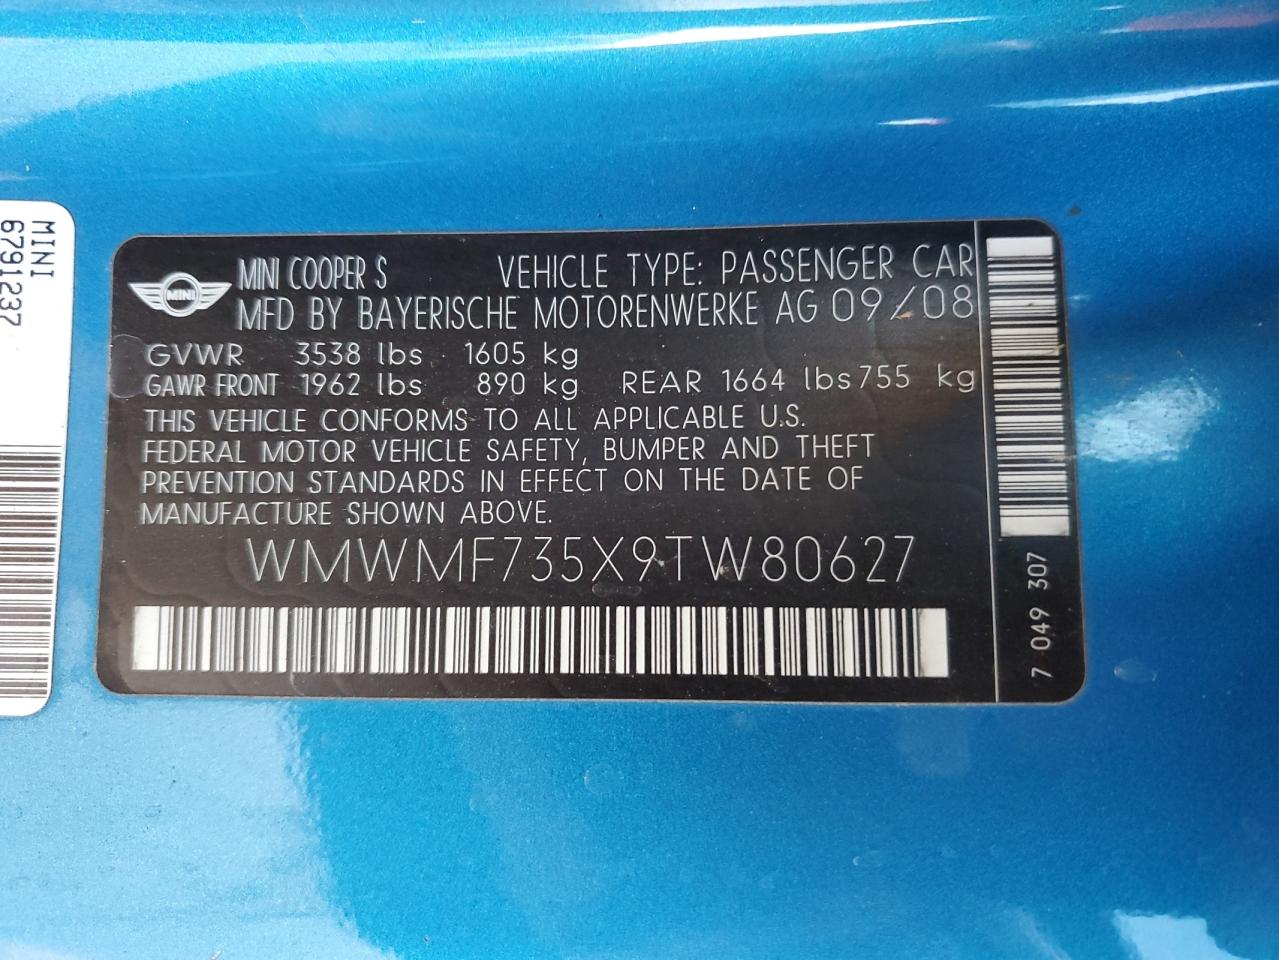 MINI
6791237
MINI
MINI COOPER S VEHICLE TYPE: PASSENGER CAR
MFD BY BAYERISCHE MOTORENWERKE AG 09/08
GVWR 3538 lbs 1605 kg
GAWR FRONT 1962 lbs 890 kg REAR 1664 lbs 755 kg
THIS VEHICLE CONFORMS TO ALL APPLICABLE U.S.
FEDERAL MOTOR VEHICLE SAFETY, BUMPER AND THEFT
PREVENTION STANDARDS IN EFFECT ON THE DATE OF
MANUFACTURE SHOWN ABOVE.
WMWMF735X9TW80627
7 049 307